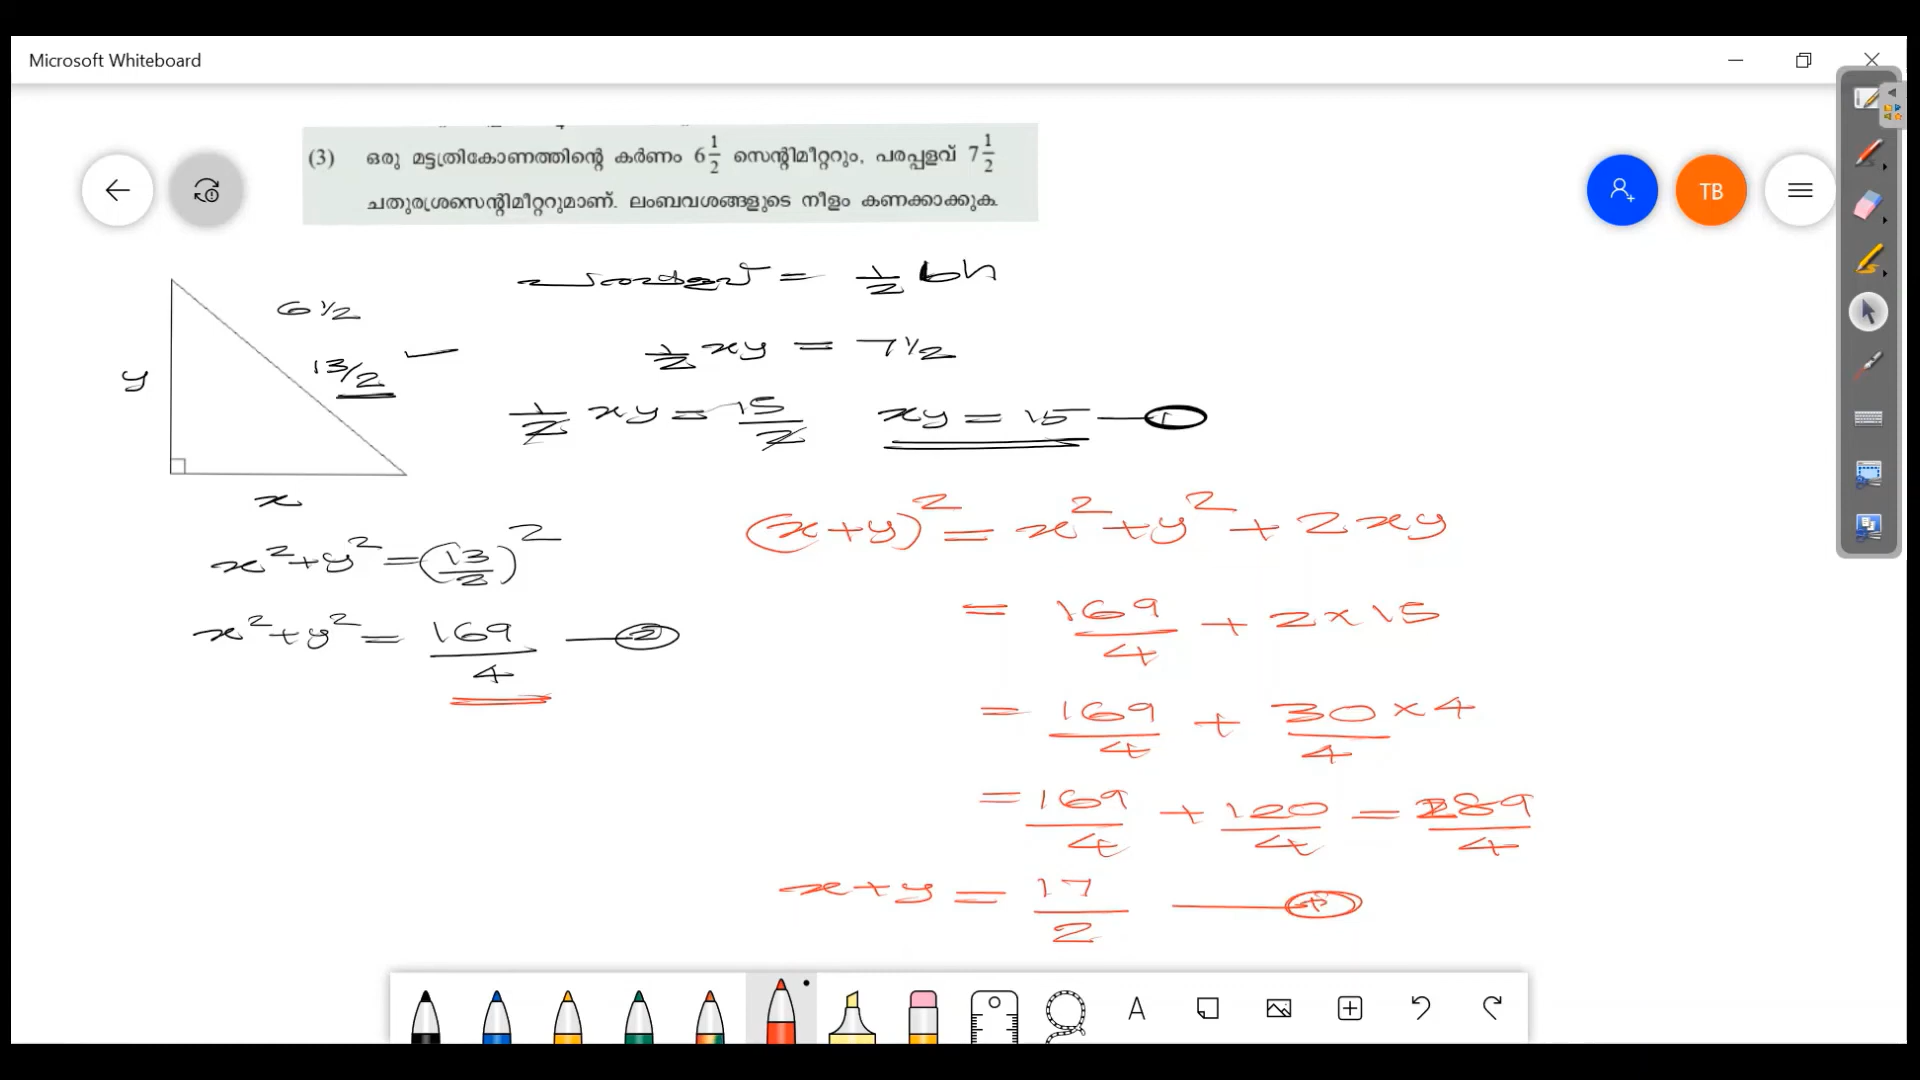 Microsoft Whiteboard
(3) ഒരു മട്ടത്രികോണത്തിന്റെ കർണം 6 1/2 സെന്റിമീറ്ററും, പരപ്പളവ് 7 1/2
ചതുരശ്രസെന്റിമീറ്ററുമാണ്. ലംബവശങ്ങളുടെ നീളം കണക്കാക്കുക.
TB
പരപ്പളവ് = 1/2 bh
6 1/2
1/2 xy = 7 1/2
13/2
y
1/2 xy = 15/2 xy = 15 — 1
x
(x+y)² = x² + y² + 2xy
x² + y² = (13/2)²
= 169/4 + 2 × 15
x² + y² = 169/4 — 2
= 169/4 + 30×4/4
= 169/4 + 120/4 = 289/4
x + y = 17/2
A